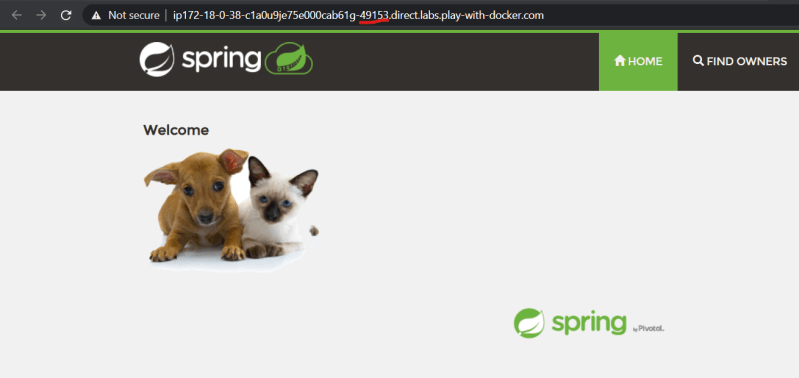 Not secure | ip172-18-0-38-c1a0u9je75e000cab61g-49153.direct.labs.play-with-docker.com
spring
HOME
FIND OWNERS
Welcome
spring by Pivotal.